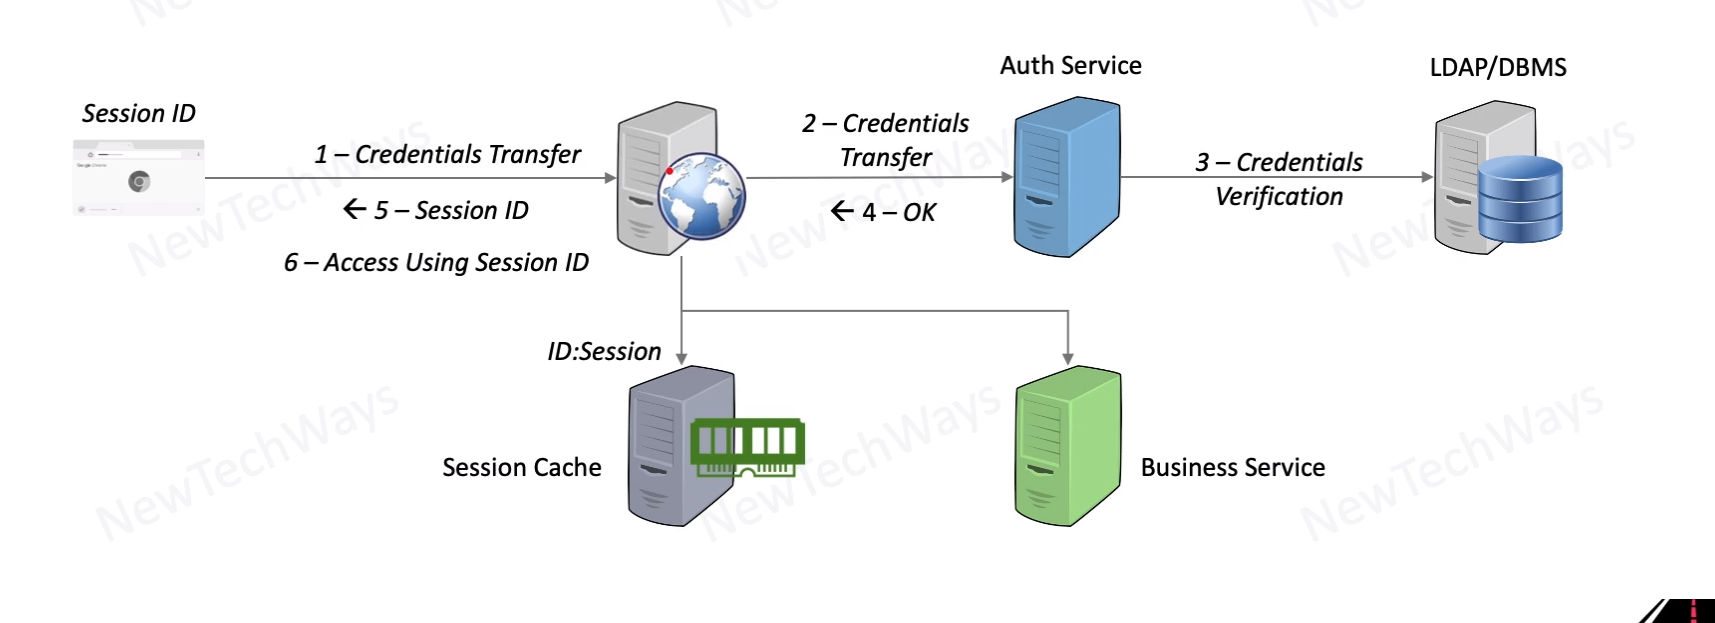 Auth Service
LDAP/DBMS
Session ID
1 – Credentials Transfer
← 5 – Session ID
6 – Access Using Session ID
2 – Credentials
Transfer
← 4 – OK
3 – Credentials
Verification
ID:Session
Session Cache
Business Service
NewTechWays
NewTechWays
NewTechWays
NewTechWays
NewTechWays
NewTechWays